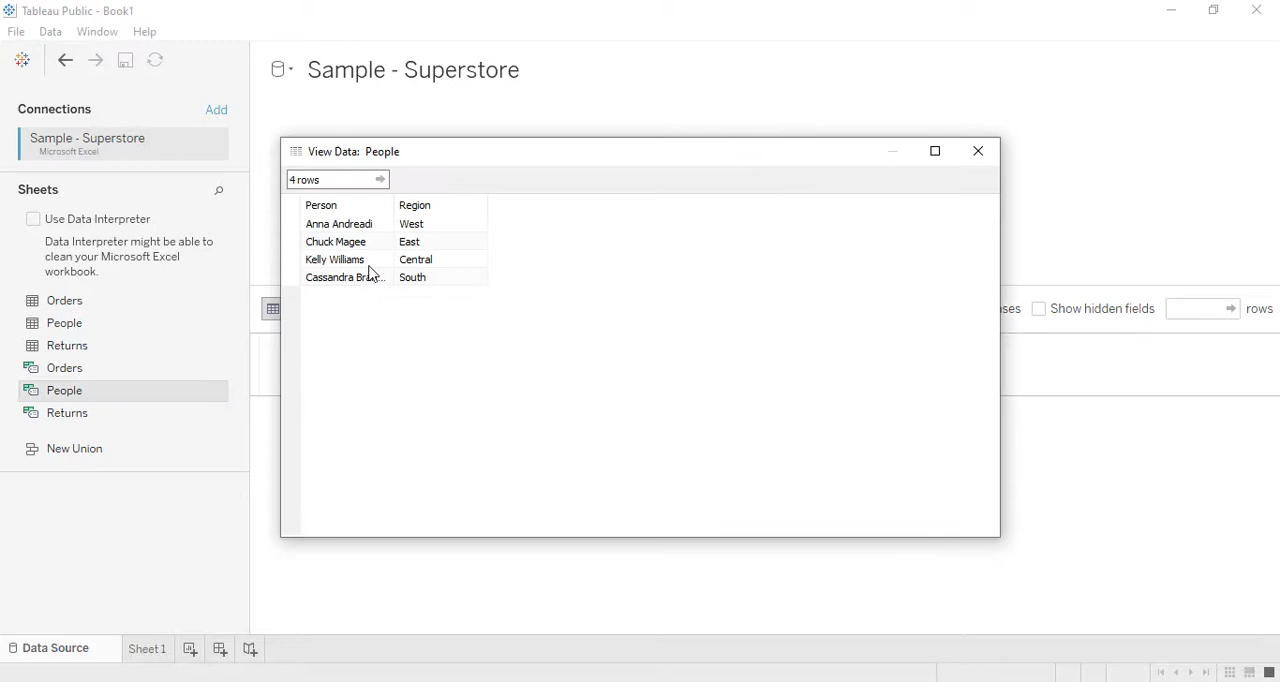 Tableau Public - Book1
File Data Window Help
Connections Add
Sample - Superstore
Microsoft Excel
Sheets
Use Data Interpreter
Data Interpreter might be able to
clean your Microsoft Excel
workbook.
Orders
People
Returns
Orders
People
Returns
New Union
Sample - Superstore
View Data: People
4 rows
Person Region
Anna Andreadi West
Chuck Magee East
Kelly Williams Central
Cassandra South
Show hidden fields rows
Data Source Sheet 1